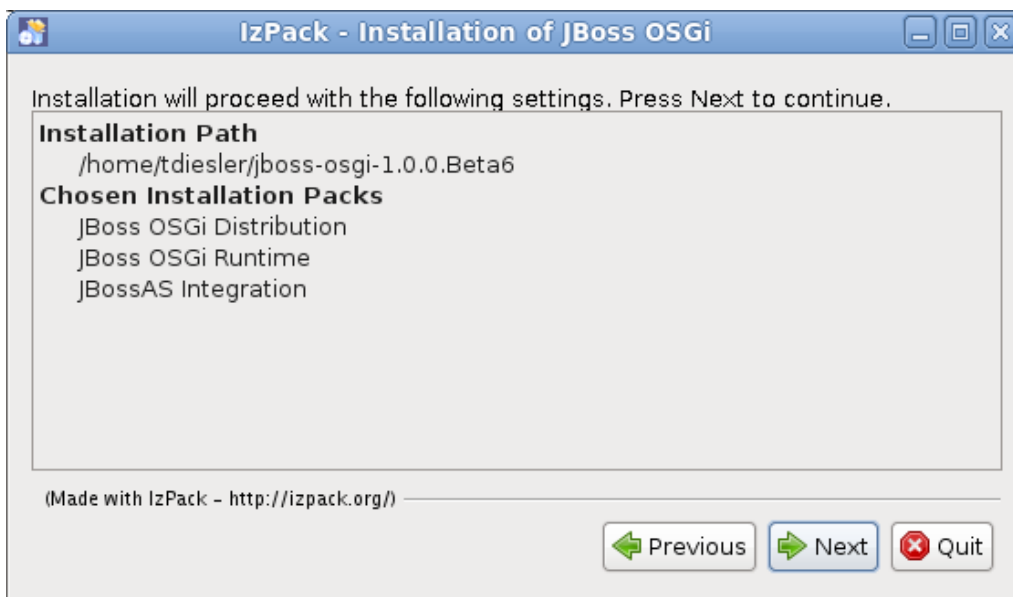 IzPack - Installation of JBoss OSGi
Installation will proceed with the following settings. Press Next to continue.
Installation Path
/home/tdiesler/jboss-osgi-1.0.0.Beta6
Chosen Installation Packs
JBoss OSGi Distribution
JBoss OSGi Runtime
JBossAS Integration
(Made with IzPack - http://izpack.org/)
Previous Next Quit